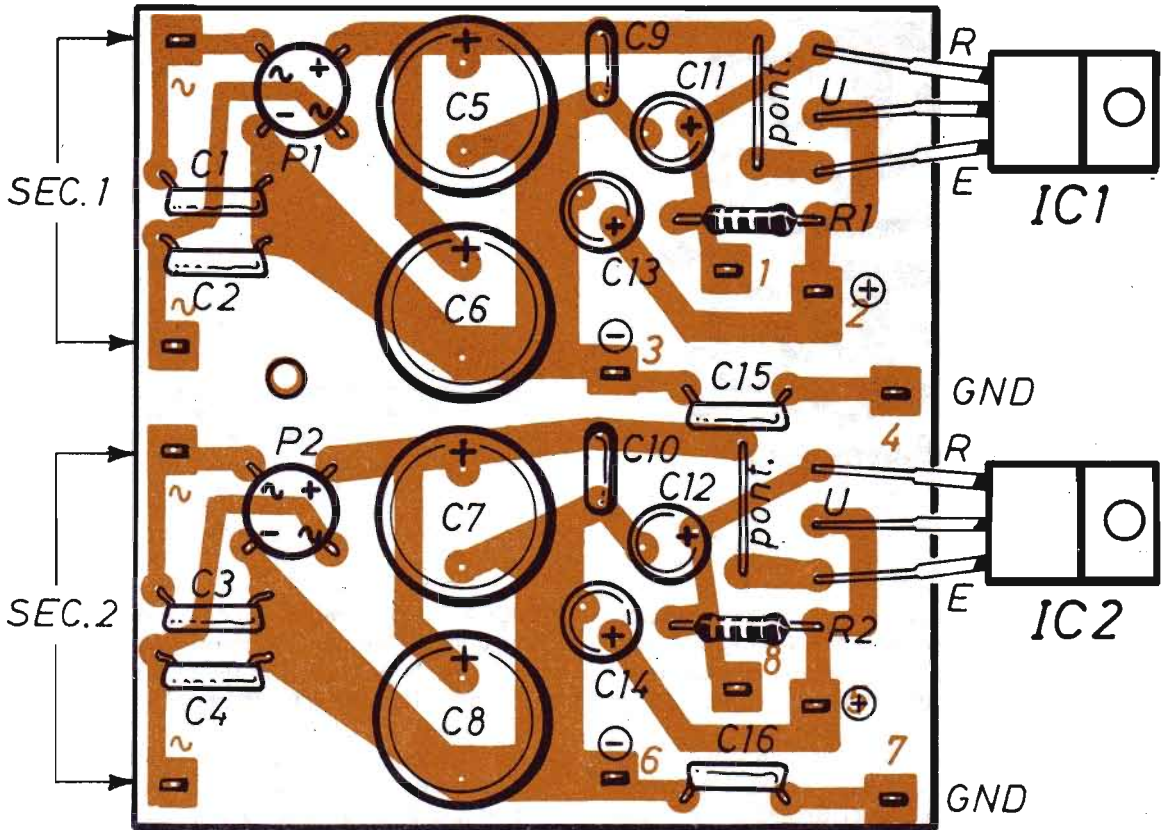 SEC.1
~
~
P1
~
+
-
~
C1
C2
C5
+
C6
+
C9
C11
+
C13
+
pont.
R
U
E
IC1
R1
1
2
+
-
3
C15
4
GND
SEC.2
~
~
P2
~
+
-
~
C3
C4
C7
+
C8
+
C10
C12
+
C14
+
pont.
R
U
E
IC2
R2
8
+
-
6
C16
7
GND